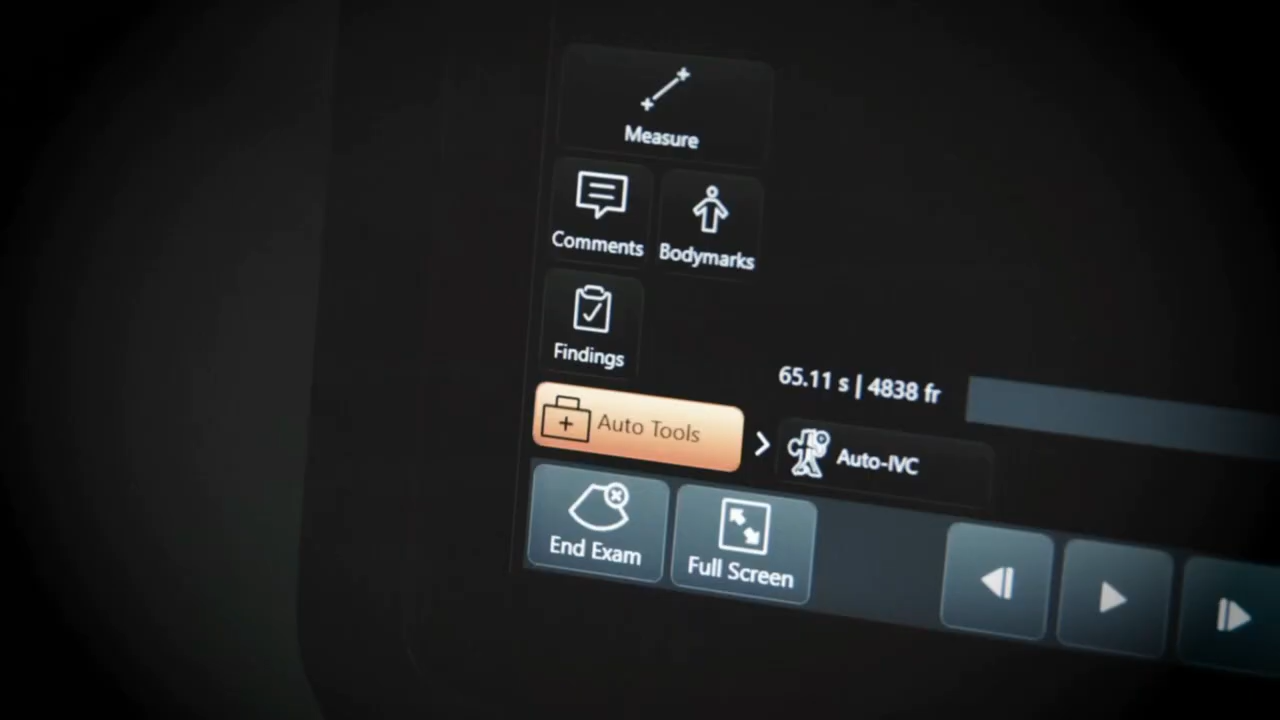 Measure
Comments
Bodymarks
Findings
65.11 s | 4838 fr
Auto Tools
Auto-IVC
End Exam
Full Screen